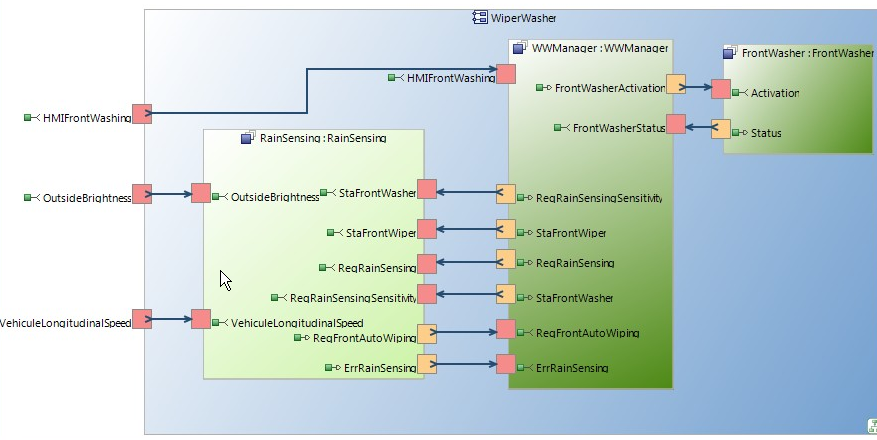 WiperWasher
WWManager : WWManager
FrontWasher : FrontWasher
HMIFrontWashing
FrontWasherActivation
Activation
HMIFrontWashing
FrontWasherStatus
Status
RainSensing : RainSensing
OutsideBrightness
OutsideBrightness
StaFrontWasher
ReqRainSensingSensitivity
StaFrontWiper
StaFrontWiper
ReqRainSensing
ReqRainSensing
ReqRainSensingSensitivity
StaFrontWasher
VehiculeLongitudinalSpeed
VehiculeLongitudinalSpeed
ReqFrontAutoWiping
ReqFrontAutoWiping
ErrRainSensing
ErrRainSensing